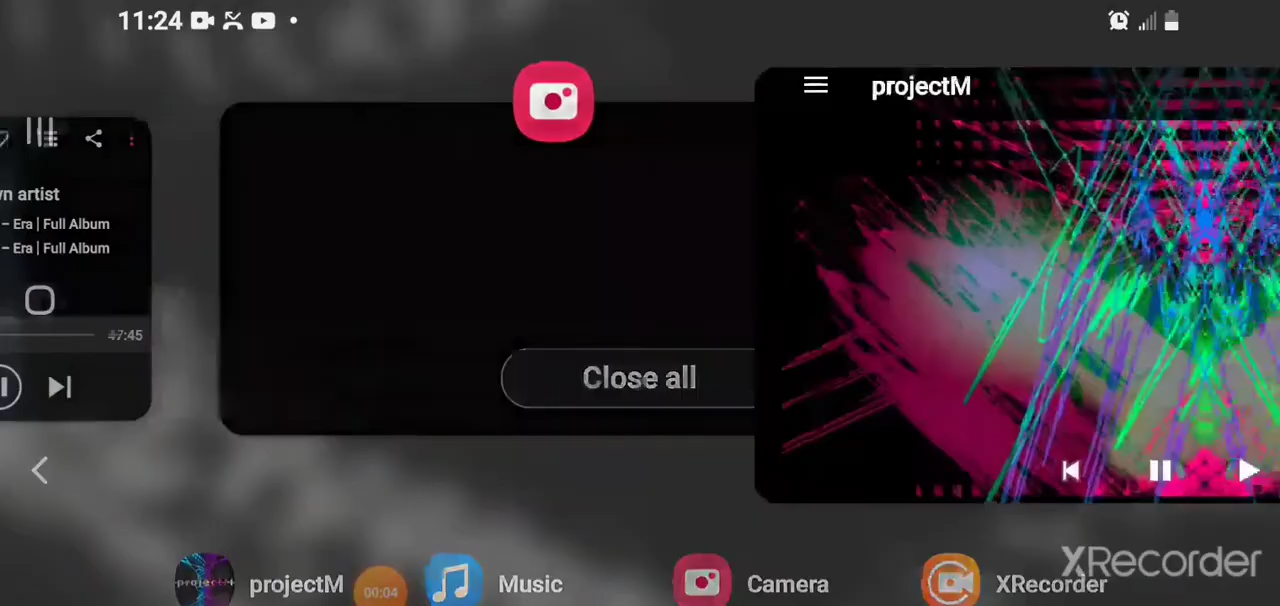 11:24
projectM
wn artist
– Era | Full Album
– Era | Full Album
47:45
Close all
projectM
00:04
Music
Camera
XRecorder
XRecorder